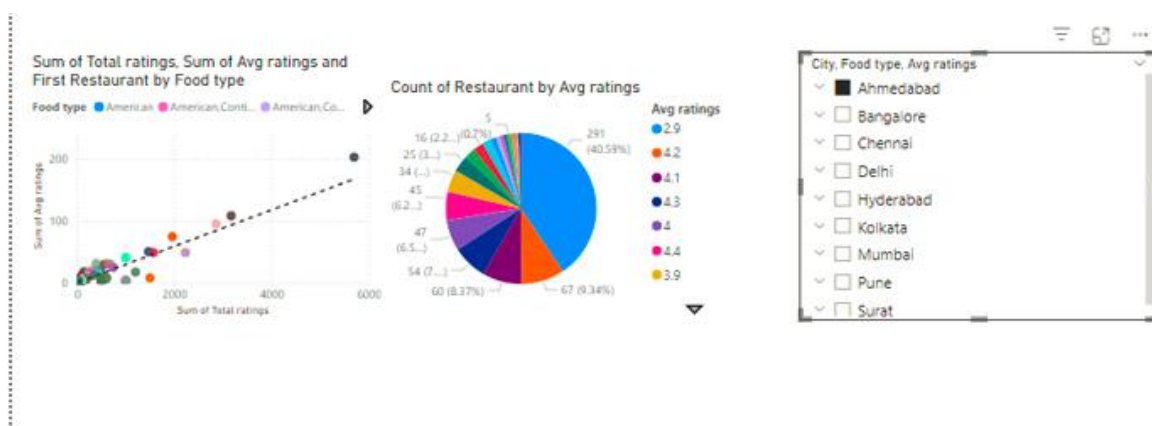 Sum of Total ratings, Sum of Avg ratings and
First Restaurant by Food type
Food type American American,Conti... American,Co...
200
100
0
Sum of Avg ratings
0 2000 4000 6000
Sum of Total ratings
Count of Restaurant by Avg ratings
5
(0.7%)
16 (2.2...)
25 (3...)
34 (...)
45
(6.2...)
47
(6.5...)
54 (7...)
60 (8.37%)
67 (9.34%)
291
(40.59%)
Avg ratings
2.9
4.2
4.1
4.3
4
4.4
3.9
City, Food type, Avg ratings
Ahmedabad
Bangalore
Chennai
Delhi
Hyderabad
Kolkata
Mumbai
Pune
Surat